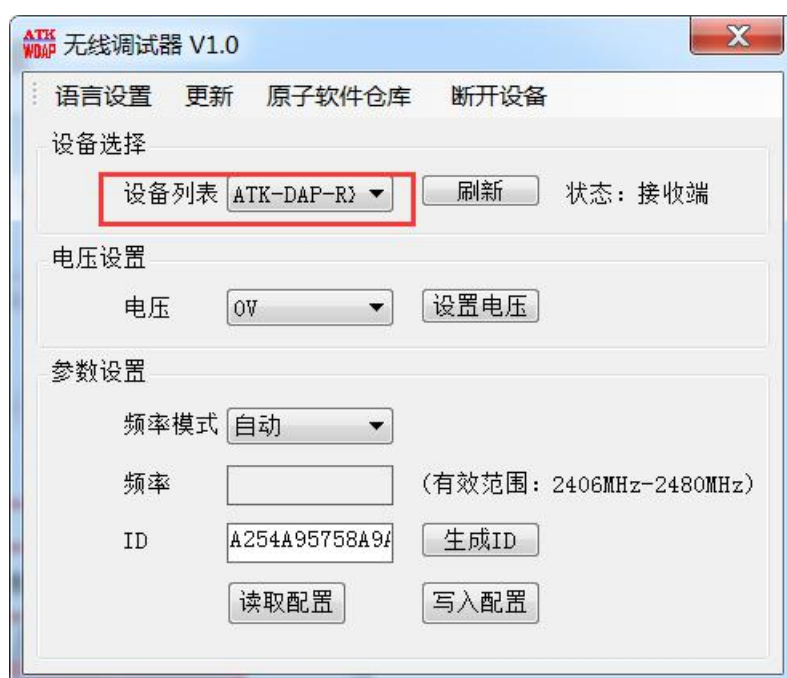 ATK
WDAP 无线调试器 V1.0
语言设置 更新 原子软件仓库 断开设备
设备选择
设备列表 ATK-DAP-RX 刷新 状态：接收端
电压设置
电压 0V 设置电压
参数设置
频率模式 自动
频率 (有效范围：2406MHz-2480MHz)
ID A254A95758A9A 生成ID
读取配置 写入配置